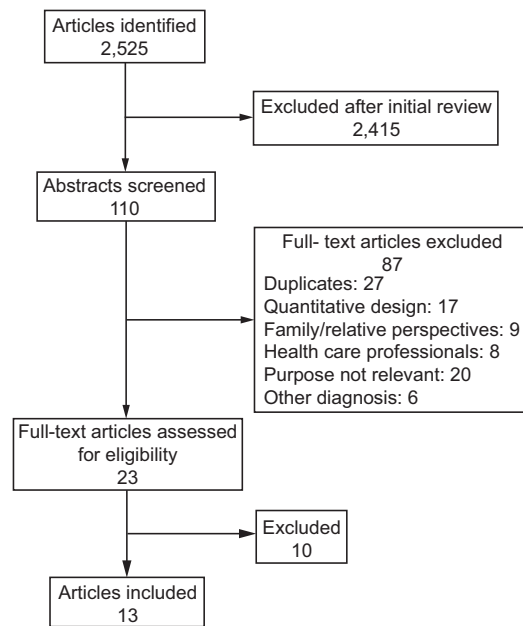 Articles identified
2,525
Excluded after initial review
2,415
Abstracts screened
110
Full- text articles excluded
87
Duplicates: 27
Quantitative design: 17
Family/relative perspectives: 9
Health care professionals: 8
Purpose not relevant: 20
Other diagnosis: 6
Full-text articles assessed
for eligibility
23
Excluded
10
Articles included
13